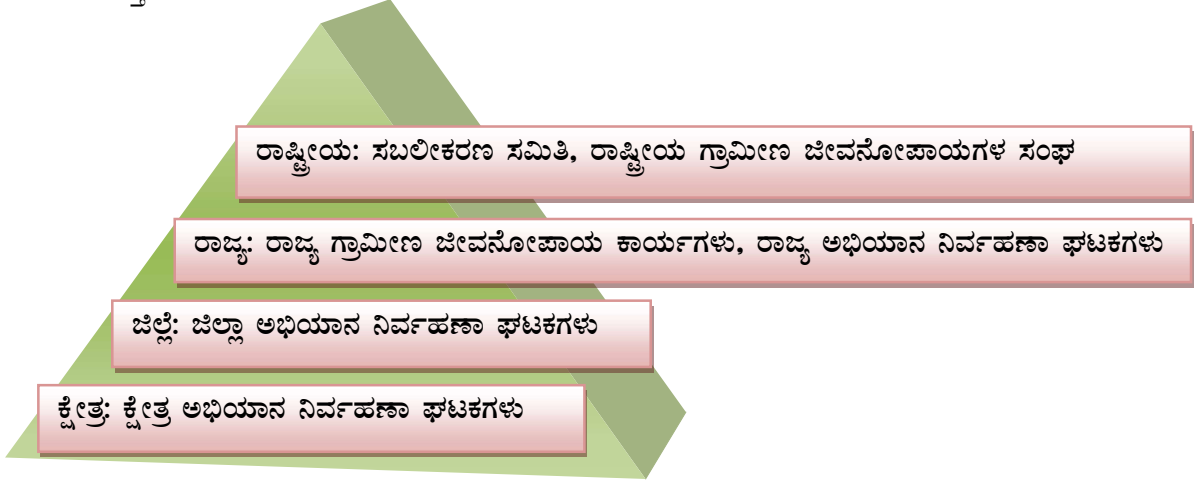 ರಾಷ್ಟ್ರೀಯ: ಸಬಲೀಕರಣ ಸಮಿತಿ, ರಾಷ್ಟ್ರೀಯ ಗ್ರಾಮೀಣ ಜೀವನೋಪಾಯಗಳ ಸಂಘ
ರಾಜ್ಯ: ರಾಜ್ಯ ಗ್ರಾಮೀಣ ಜೀವನೋಪಾಯ ಕಾರ್ಯಗಳು, ರಾಜ್ಯ ಅಭಿಯಾನ ನಿರ್ವಹಣಾ ಘಟಕಗಳು
ಜಿಲ್ಲೆ: ಜಿಲ್ಲಾ ಅಭಿಯಾನ ನಿರ್ವಹಣಾ ಘಟಕಗಳು
ಕ್ಷೇತ್ರ: ಕ್ಷೇತ್ರ ಅಭಿಯಾನ ನಿರ್ವಹಣಾ ಘಟಕಗಳು